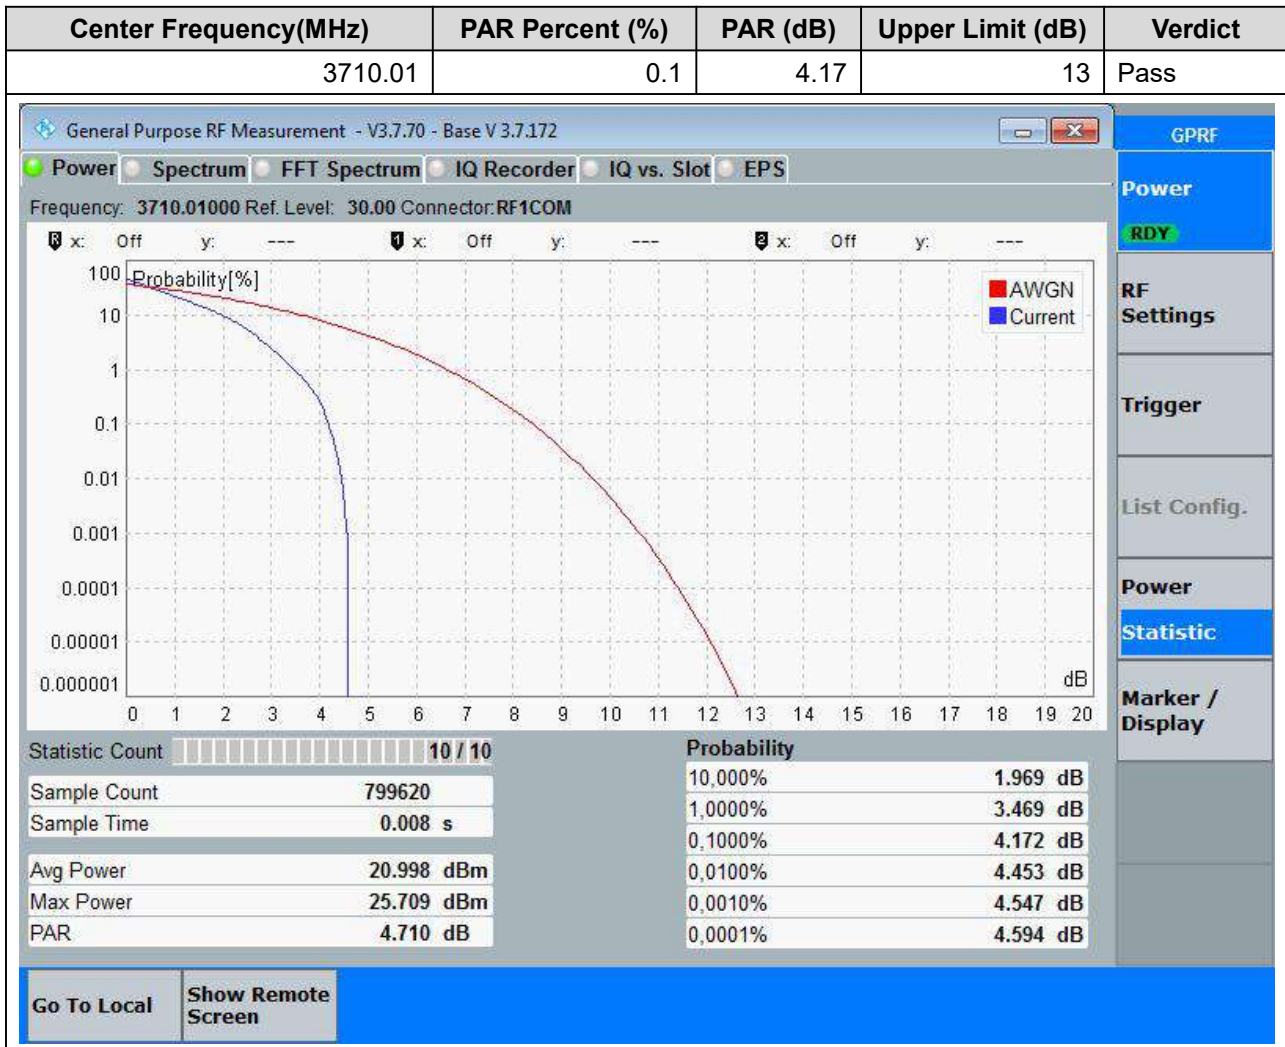 Center Frequency(MHz) PAR Percent (%) PAR (dB) Upper Limit (dB) Verdict
3710.01 0.1 4.17 13 Pass
General Purpose RF Measurement - V3.7.70 - Base V 3.7.172
GPRF
Power Spectrum FFT Spectrum IQ Recorder IQ vs. Slot EPS
Frequency: 3710.01000 Ref. Level: 30.00 Connector:RF1COM
R x: Off y: --- 1 x: Off y: --- 2 x: Off y: ---
Probability[%]
AWGN
Current
100
10
1
0.1
0.01
0.001
0.0001
0.00001
0.000001
dB
0 1 2 3 4 5 6 7 8 9 10 11 12 13 14 15 16 17 18 19 20
Statistic Count 10 / 10
Sample Count 799620
Sample Time 0.008 s
Avg Power 20.998 dBm
Max Power 25.709 dBm
PAR 4.710 dB
Probability
10,000% 1.969 dB
1,0000% 3.469 dB
0,1000% 4.172 dB
0,0100% 4.453 dB
0,0010% 4.547 dB
0,0001% 4.594 dB
Power
RDY
RF
Settings
Trigger
List Config.
Power
Statistic
Marker /
Display
Go To Local
Show Remote
Screen